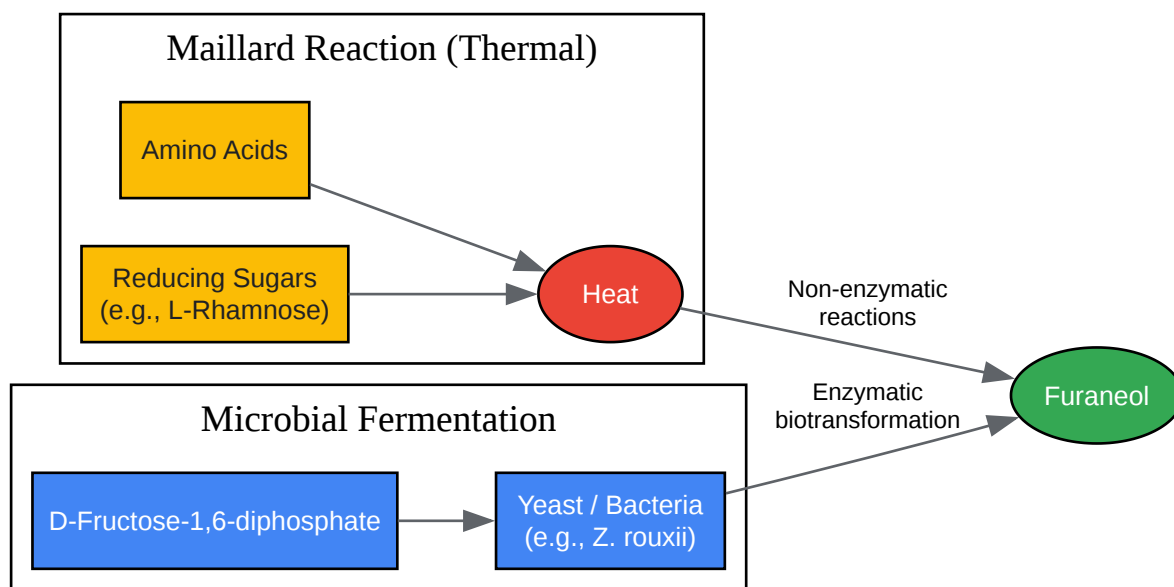 Maillard Reaction (Thermal)
Amino Acids
Reducing Sugars
(e.g., L-Rhamnose)
Heat
Non-enzymatic
reactions
Furaneol
Enzymatic
biotransformation
Microbial Fermentation
D-Fructose-1,6-diphosphate
Yeast / Bacteria
(e.g., Z. rouxii)